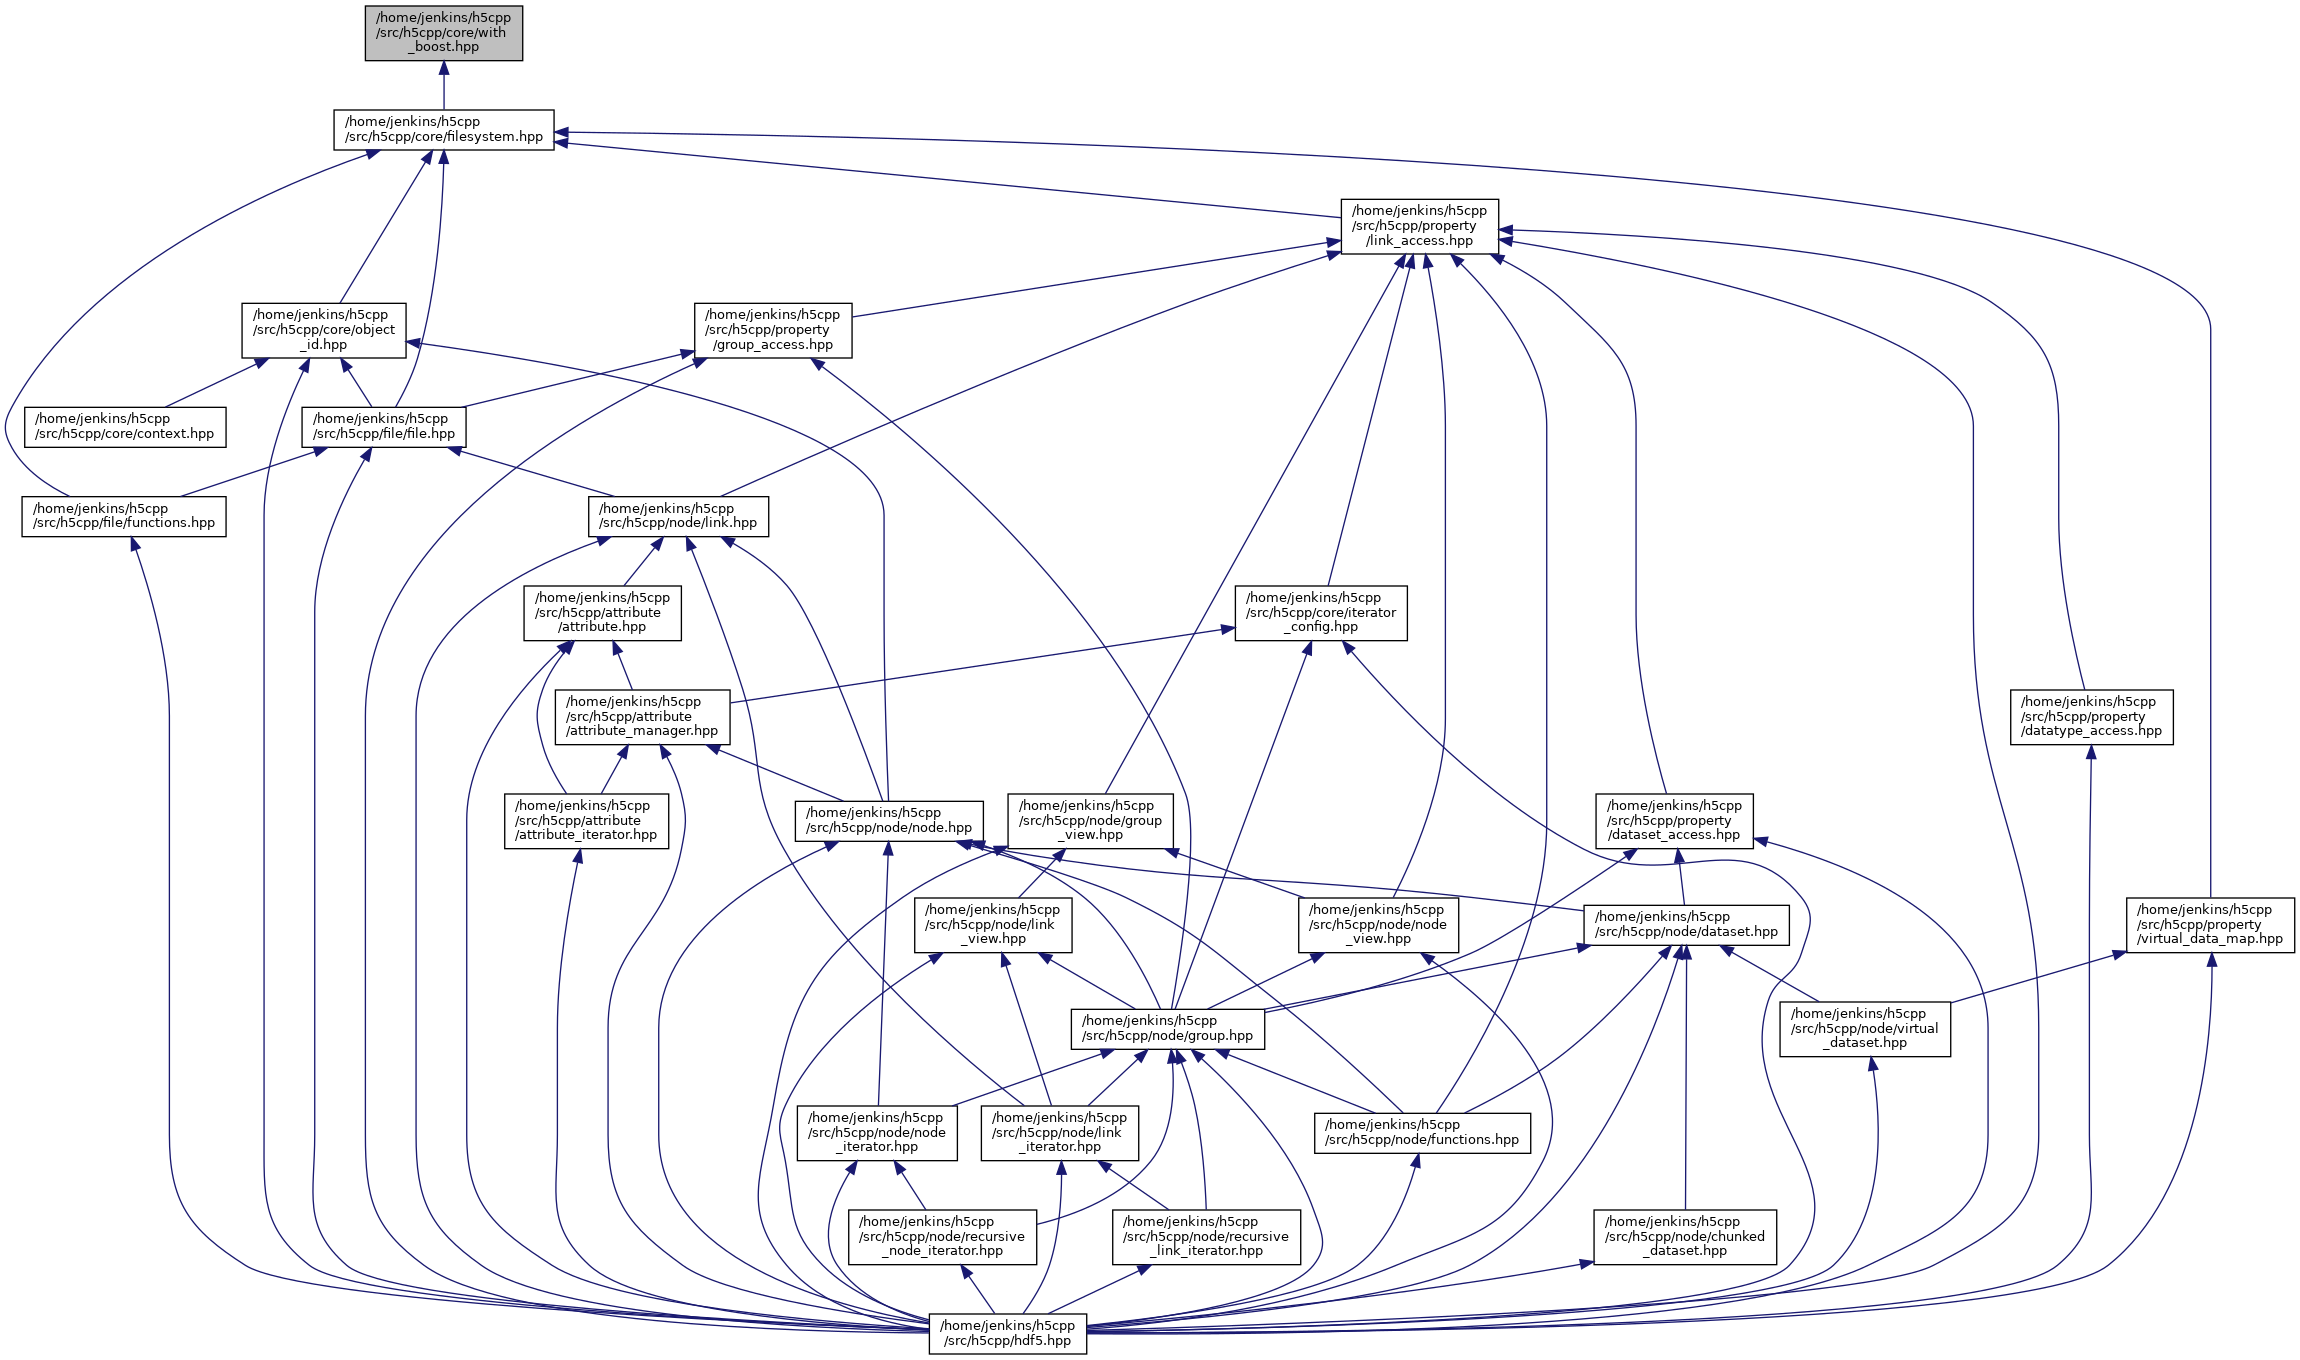 /home/jenkins/h5cpp
/src/h5cpp/core/with
_boost.hpp
/home/jenkins/h5cpp
/src/h5cpp/core/filesystem.hpp
/home/jenkins/h5cpp
/src/h5cpp/property
/link_access.hpp
/home/jenkins/h5cpp
/src/h5cpp/core/object
_id.hpp
/home/jenkins/h5cpp
/src/h5cpp/property
/group_access.hpp
/home/jenkins/h5cpp
/src/h5cpp/core/context.hpp
/home/jenkins/h5cpp
/src/h5cpp/file/file.hpp
/home/jenkins/h5cpp
/src/h5cpp/file/functions.hpp
/home/jenkins/h5cpp
/src/h5cpp/node/link.hpp
/home/jenkins/h5cpp
/src/h5cpp/attribute
/attribute.hpp
/home/jenkins/h5cpp
/src/h5cpp/core/iterator
_config.hpp
/home/jenkins/h5cpp
/src/h5cpp/attribute
/attribute_manager.hpp
/home/jenkins/h5cpp
/src/h5cpp/property
/datatype_access.hpp
/home/jenkins/h5cpp
/src/h5cpp/attribute
/attribute_iterator.hpp
/home/jenkins/h5cpp
/src/h5cpp/node/node.hpp
/home/jenkins/h5cpp
/src/h5cpp/node/group
_view.hpp
/home/jenkins/h5cpp
/src/h5cpp/property
/dataset_access.hpp
/home/jenkins/h5cpp
/src/h5cpp/node/link
_view.hpp
/home/jenkins/h5cpp
/src/h5cpp/node/node
_view.hpp
/home/jenkins/h5cpp
/src/h5cpp/node/dataset.hpp
/home/jenkins/h5cpp
/src/h5cpp/property
/virtual_data_map.hpp
/home/jenkins/h5cpp
/src/h5cpp/node/group.hpp
/home/jenkins/h5cpp
/src/h5cpp/node/virtual
_dataset.hpp
/home/jenkins/h5cpp
/src/h5cpp/node/node
_iterator.hpp
/home/jenkins/h5cpp
/src/h5cpp/node/link
_iterator.hpp
/home/jenkins/h5cpp
/src/h5cpp/node/functions.hpp
/home/jenkins/h5cpp
/src/h5cpp/node/recursive
_node_iterator.hpp
/home/jenkins/h5cpp
/src/h5cpp/node/recursive
_link_iterator.hpp
/home/jenkins/h5cpp
/src/h5cpp/node/chunked
_dataset.hpp
/home/jenkins/h5cpp
/src/h5cpp/hdf5.hpp